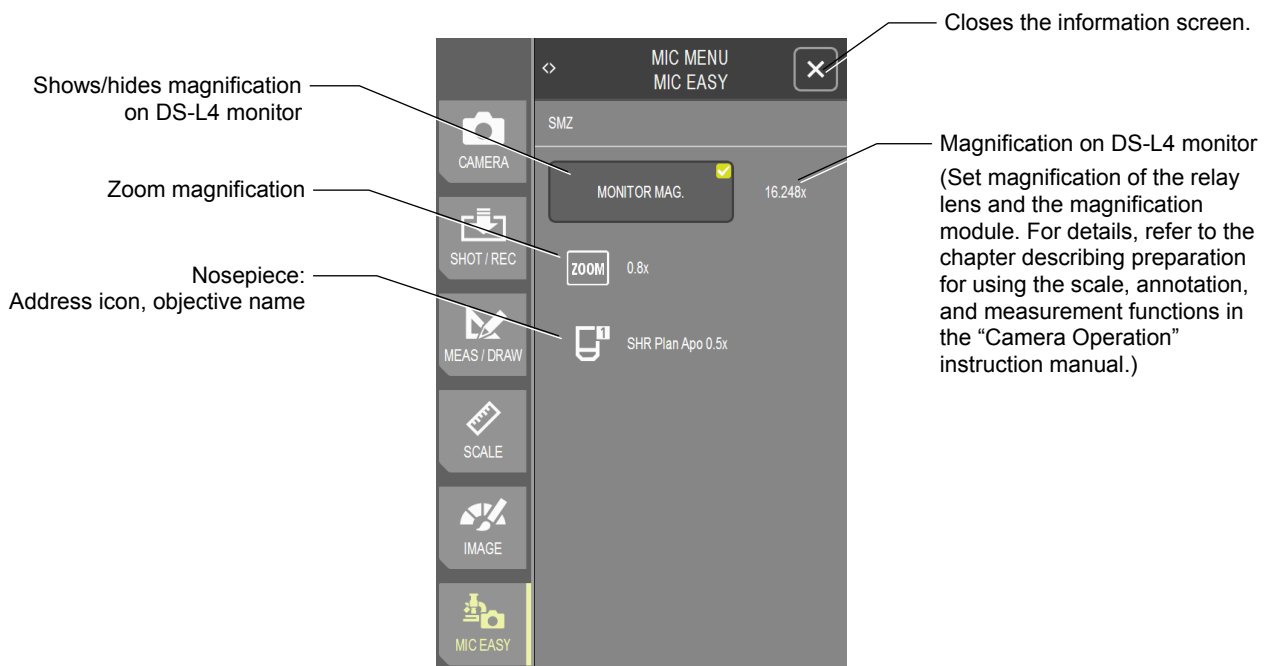 Closes the information screen.
MIC MENU
MIC EASY
Shows/hides magnification
on DS-L4 monitor
SMZ
CAMERA
Magnification on DS-L4 monitor
(Set magnification of the relay
lens and the magnification
module. For details, refer to the
chapter describing preparation
for using the scale, annotation,
and measurement functions in
the “Camera Operation”
instruction manual.)
MONITOR MAG.
16.248x
Zoom magnification
SHOT / REC
ZOOM
0.8x
Nosepiece:
Address icon, objective name
1
SHR Plan Apo 0.5x
MEAS / DRAW
SCALE
IMAGE
MIC EASY